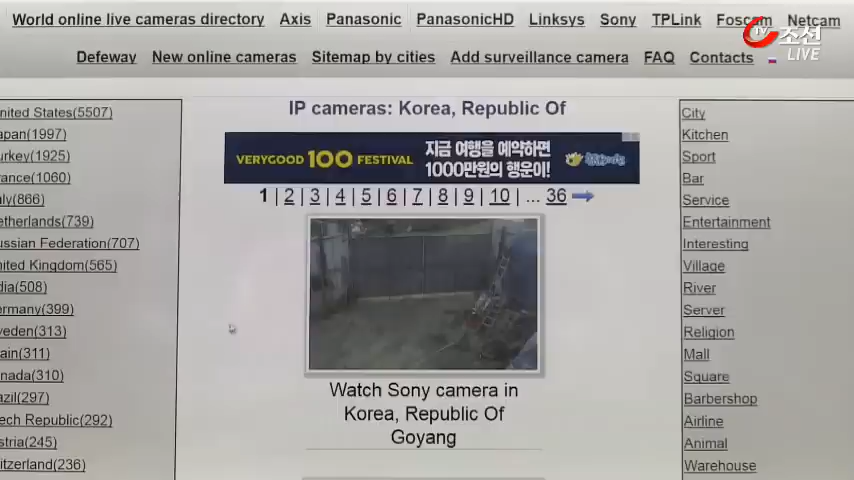 World online live cameras directory Axis Panasonic PanasonicHD Linksys Sony TPLink Foscam Netcam
TV조선
LIVE
Defeway New online cameras Sitemap by cities Add surveillance camera FAQ Contacts
IP cameras: Korea, Republic Of
VERYGOOD 100 FESTIVAL
지금 여행을 예약하면
1000만원의 행운이!
1 | 2 | 3 | 4 | 5 | 6 | 7 | 8 | 9 | 10 | ... 36
Watch Sony camera in
Korea, Republic Of
Goyang
nited States(5507)
apan(1997)
urkey(1925)
rance(1060)
aly(866)
etherlands(739)
ussian Federation(707)
nited Kingdom(565)
dia(508)
ermany(399)
weden(313)
ain(311)
nada(310)
azil(297)
ech Republic(292)
stria(245)
itzerland(236)
City
Kitchen
Sport
Bar
Service
Entertainment
Interesting
Village
River
Server
Religion
Mall
Square
Barbershop
Airline
Animal
Warehouse